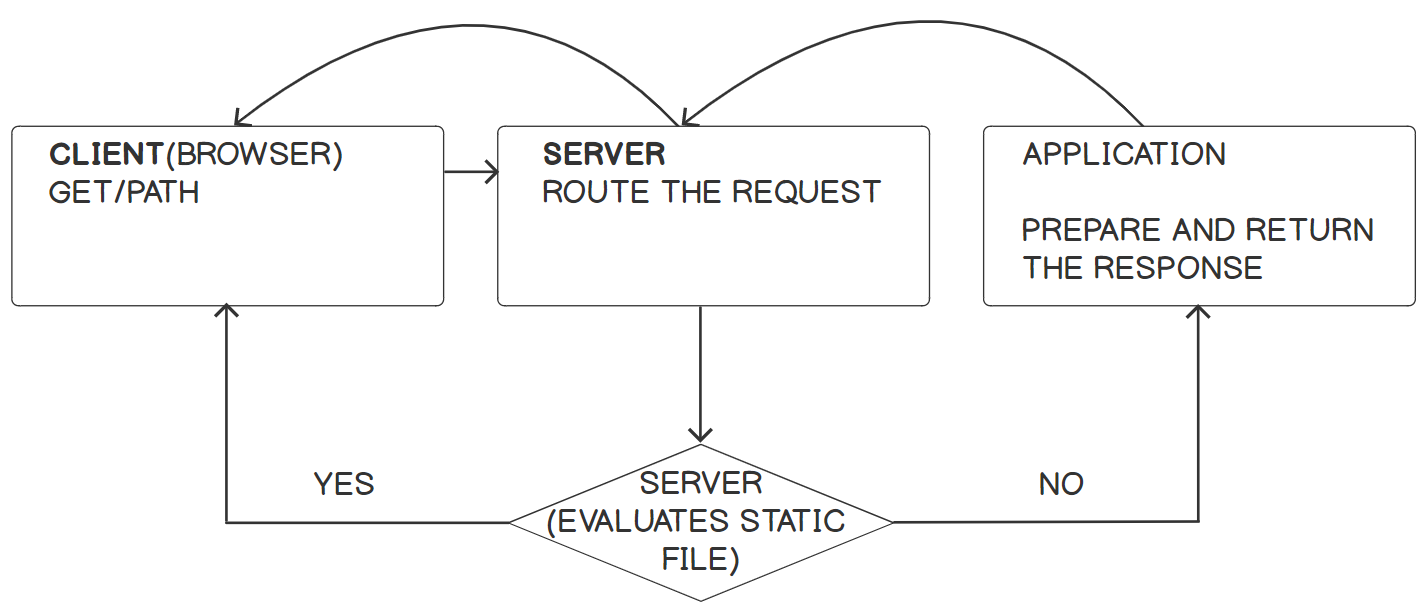 CLIENT(BROWSER)
GET/PATH
SERVER
ROUTE THE REQUEST
APPLICATION
PREPARE AND RETURN
THE RESPONSE
YES
SERVER
(EVALUATES STATIC
FILE)
NO